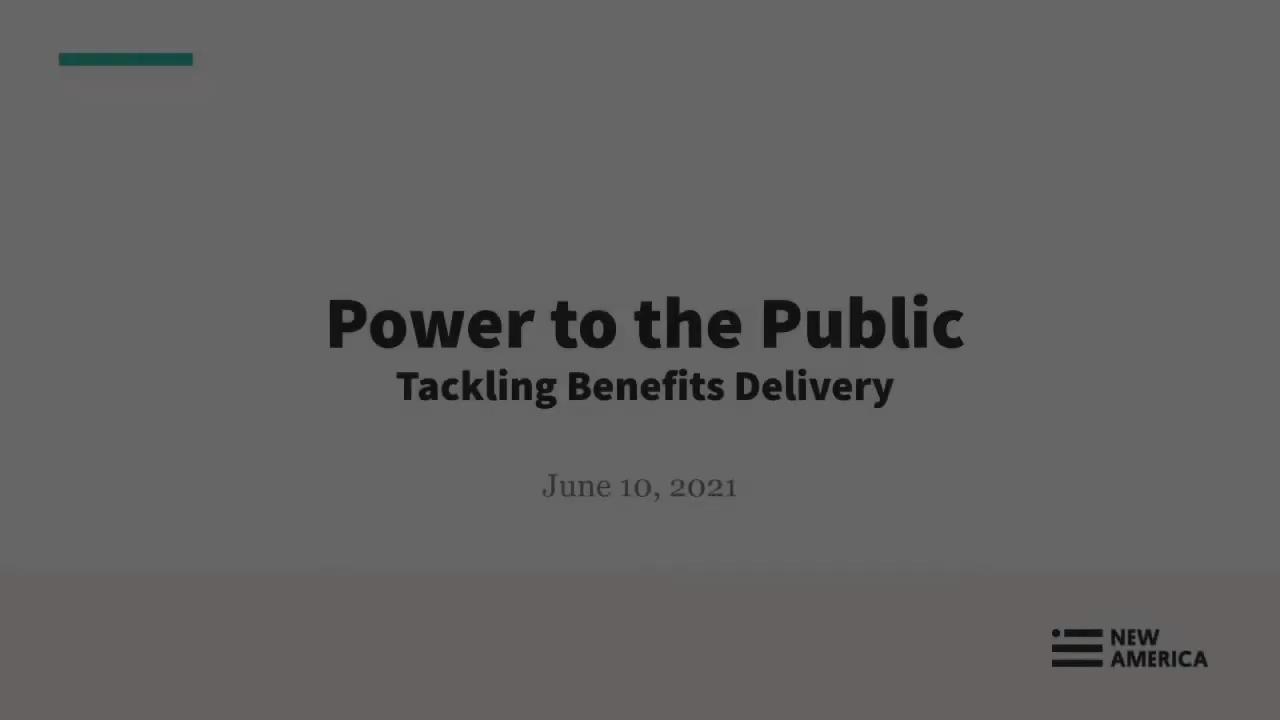 Power to the Public
Tackling Benefits Delivery
June 10, 2021
NEW
AMERICA